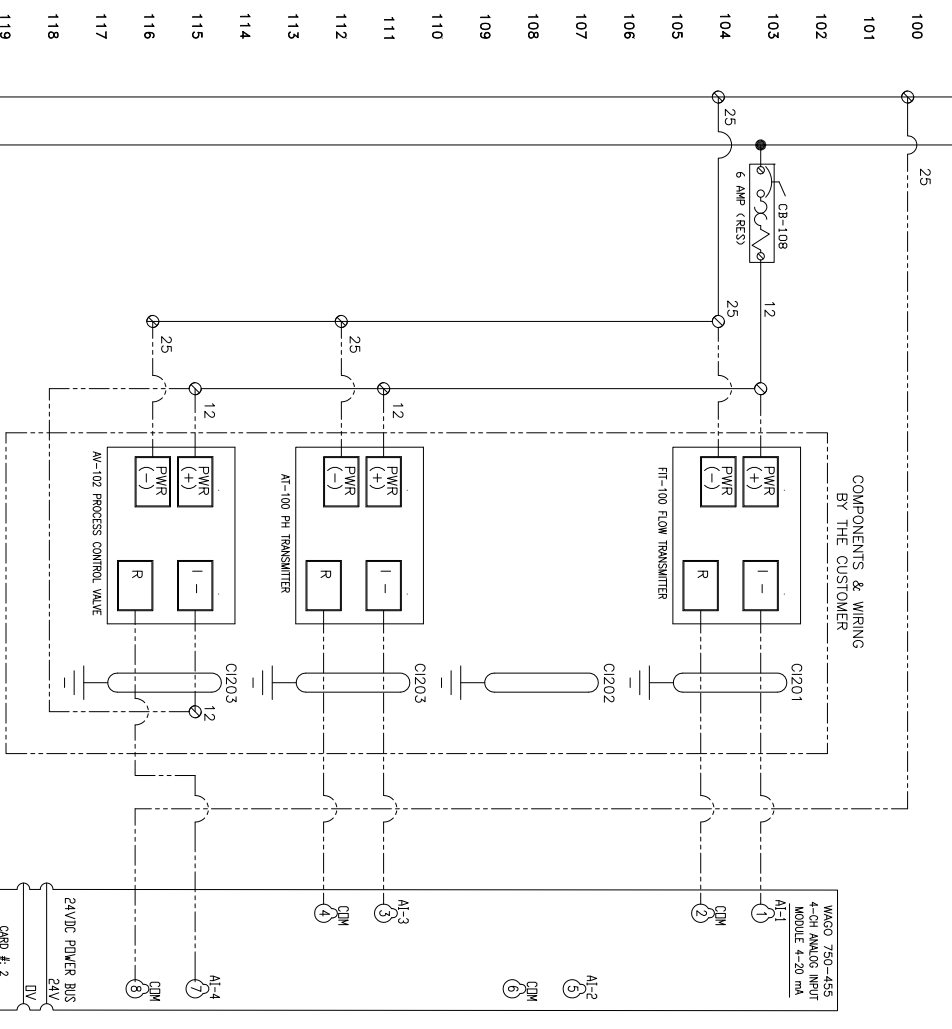 100
101
102
103
104
105
106
107
108
109
110
111
112
113
114
115
116
117
118
119
25
25
CB-108
6 AMP (RES)
12
25
25
12
25
12
COMPONENTS & WIRING
BY THE CUSTOMER
PWR
(+)
PWR
(-)
I -
R
FIT-100 FLOW TRANSMITTER
PWR
(+)
PWR
(-)
I -
R
AT-100 PH TRANSMITTER
PWR
(+)
PWR
(-)
I -
R
AV-102 PROCESS CONTROL VALVE
CI201
CI202
CI203
CI203
12
WAGO 750-455
4-CH ANALOG INPUT
MODULE 4-20 mA
AI-1
1
COM
2
AI-2
5
COM
6
AI-3
3
COM
4
AI-4
7
COM
8
24VDC POWER BUS
24V
0V
CARD #: 2